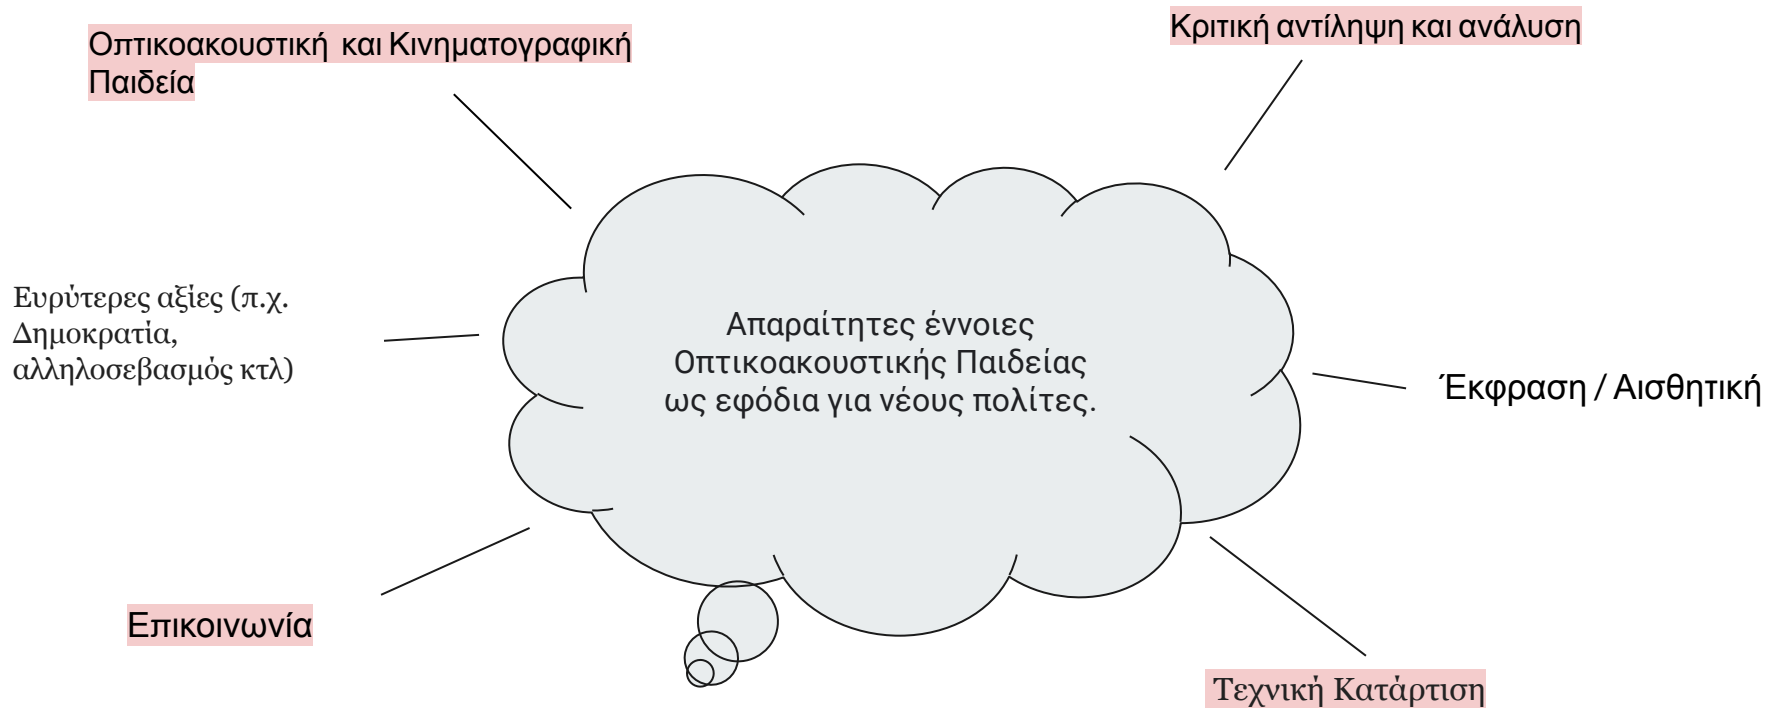 Οπτικοακουστική και Κινηματογραφική
Παιδεία
Κριτική αντίληψη και ανάλυση
Ευρύτερες αξίες (π.χ.
Δημοκρατία,
αλληλοσεβασμός κτλ)
Απαραίτητες έννοιες
Οπτικοακουστικής Παιδείας
ως εφόδια για νέους πολίτες.
Έκφραση / Αισθητική
Επικοινωνία
Τεχνική Κατάρτιση